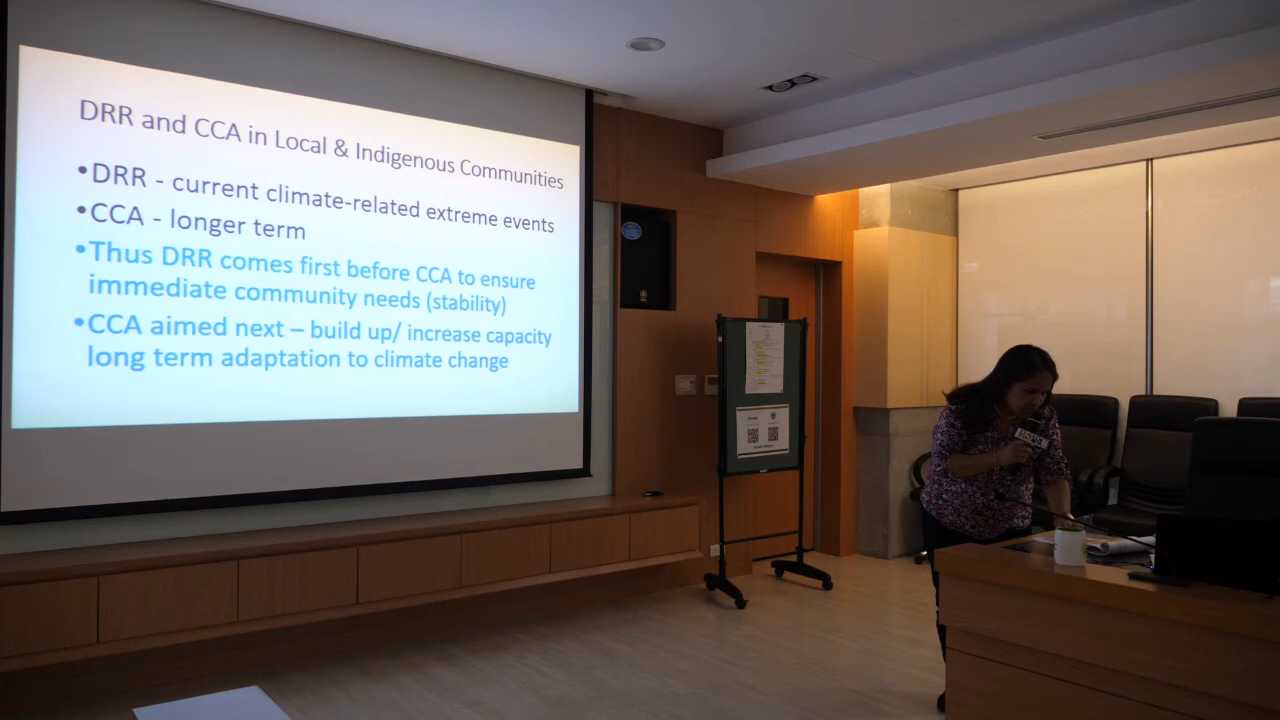 DRR and CCA in Local & Indigenous Communities
•DRR - current climate-related extreme events
•CCA - longer term
•Thus DRR comes first before CCA to ensure
immediate community needs (stability)
•CCA aimed next – build up/ increase capacity
long term adaptation to climate change